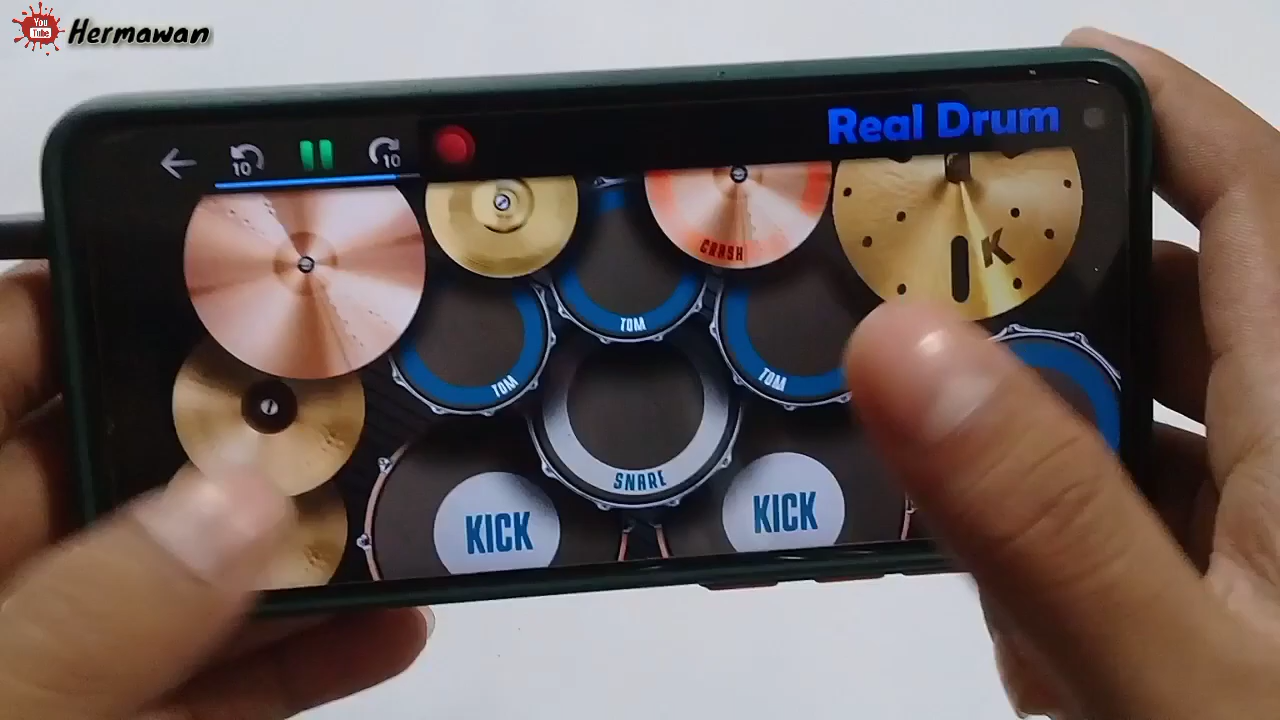 You
Tube
Hermawan
Real Drum
10
10
CRASH
K
TOM
TOM
TOM
SNARE
KICK
KICK